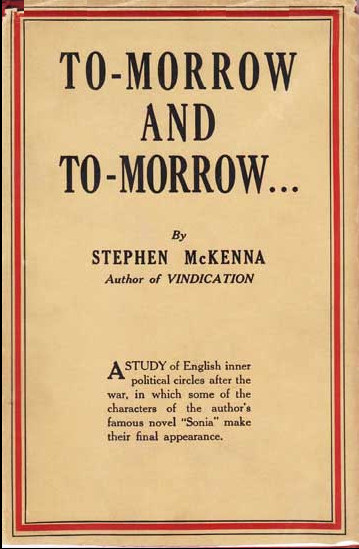 TO-MORROW
AND
TO-MORROW...
By
STEPHEN McKENNA
Author of VINDICATION
A STUDY of English inner
political circles after the
war, in which some of the
characters of the author's
famous novel "Sonia" make
their final appearance.